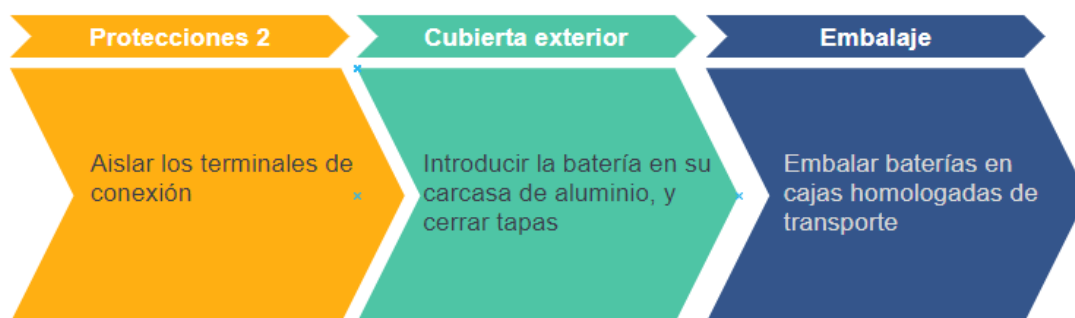 Protecciones 2
Cubierta exterior
Embalaje
Aislar los terminales de
conexión
Introducir la batería en su
carcasa de aluminio, y
cerrar tapas
Embalar baterías en
cajas homologadas de
transporte